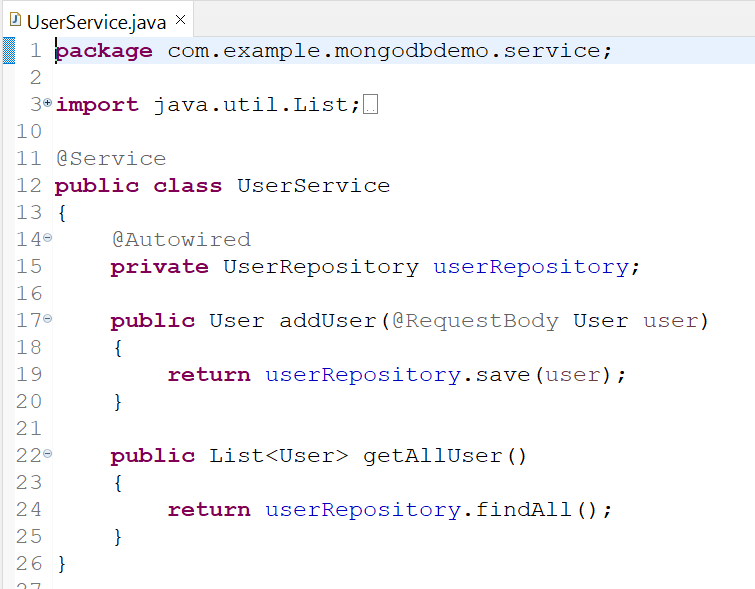 UserService.java
1 package com.example.mongodbdemo.service;
2
3 import java.util.List;
10
11 @Service
12 public class UserService
13 {
14 @Autowired
15 private UserRepository userRepository;
16
17 public User addUser(@RequestBody User user)
18 {
19 return userRepository.save(user);
20 }
21
22 public List<User> getAllUser()
23 {
24 return userRepository.findAll();
25 }
26 }
27